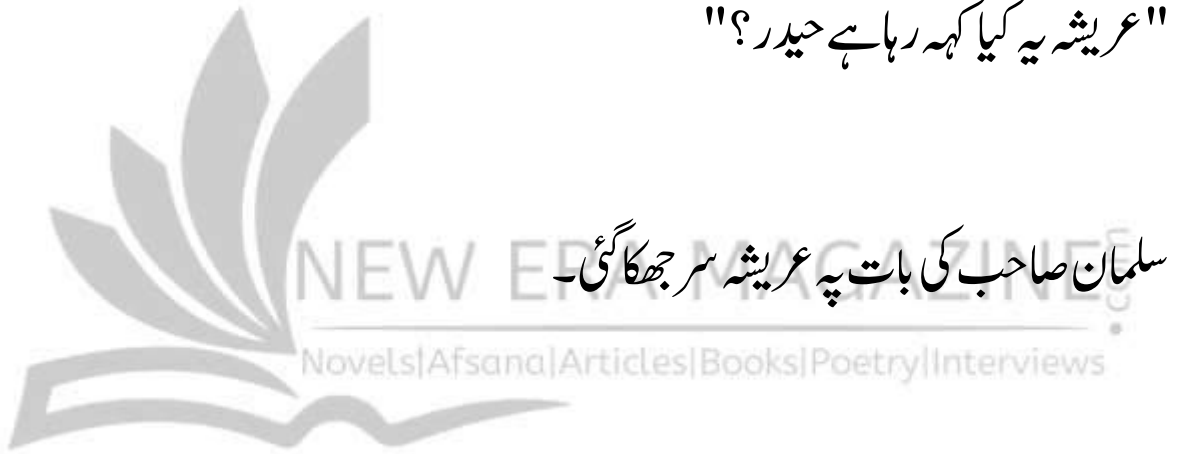 "عریشہ یہ کیا کہہ رہا ہے حیدر؟"
سلمان صاحب کی بات پہ عریشہ سر جھکا گئی۔
NEW ERA MAGAZINE.com
Novels|Afsana|Articles|Books|Poetry|Interviews